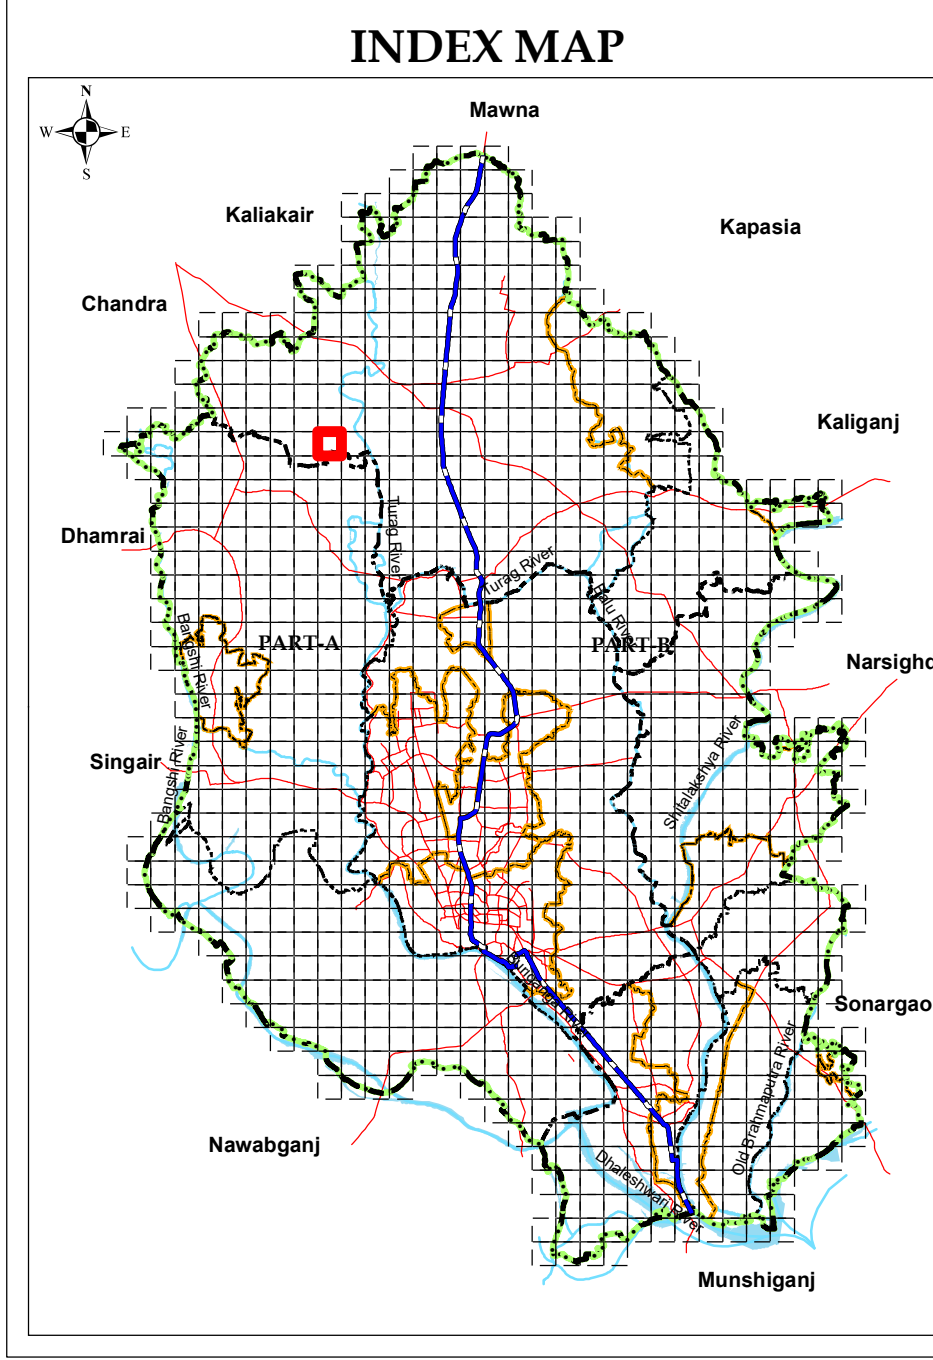 INDEX MAP
N
W E
S
Mawna
Kaliakair
Kapasia
Chandra
Kaliganj
Dhamrai
Turag River
Turag River
Balu River
Bangshi River
PART-A
PART-B
Narsighd
Shitalakshya River
Singair
Bangshi River
Buriganga River
Sonargao
Old Brahmaputra River
Nawabganj
Dhaleshwari River
Munshiganj